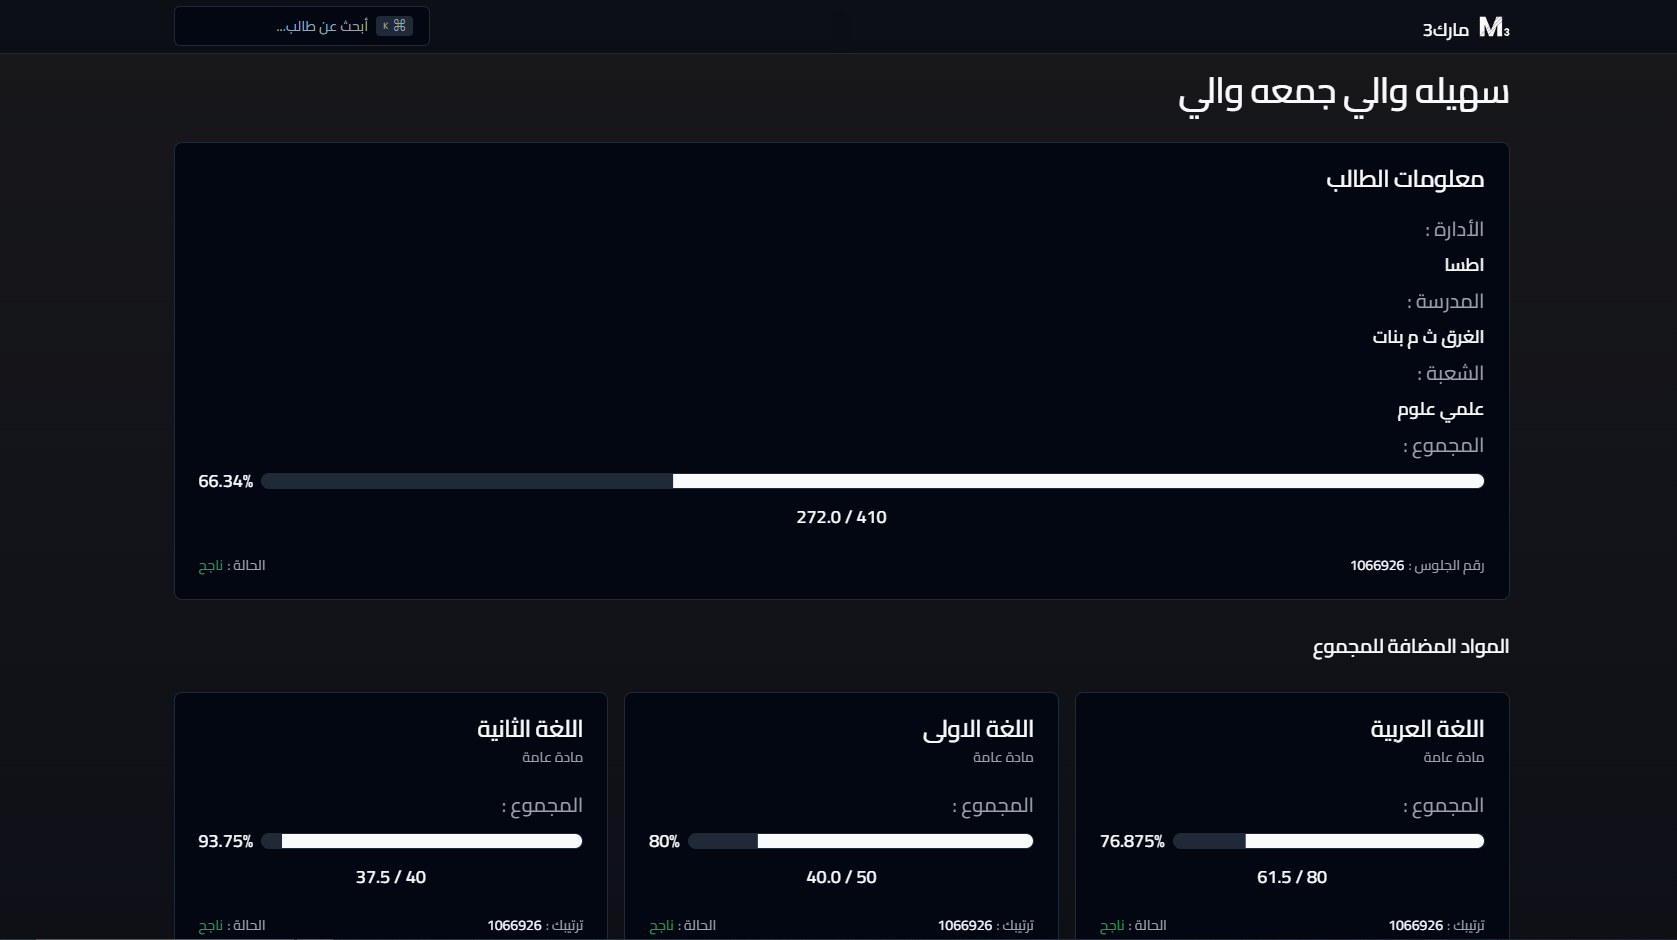 M3 مارك3
⌘ K أبحث عن طالب...
سهيله والي جمعه والي
معلومات الطالب
الأدارة :
اطسا
المدرسة :
الغرق ث م بنات
الشعبة :
علمي علوم
المجموع :
66.34%
272.0 / 410
رقم الجلوس : 1066926
الحالة : ناجح
المواد المضافة للمجموع
اللغة العربية
مادة عامة
المجموع :
76.875%
61.5 / 80
ترتيبك : 1066926
الحالة : ناجح
اللغة الاولى
مادة عامة
المجموع :
80%
40.0 / 50
ترتيبك : 1066926
الحالة : ناجح
اللغة الثانية
مادة عامة
المجموع :
93.75%
37.5 / 40
ترتيبك : 1066926
الحالة : ناجح